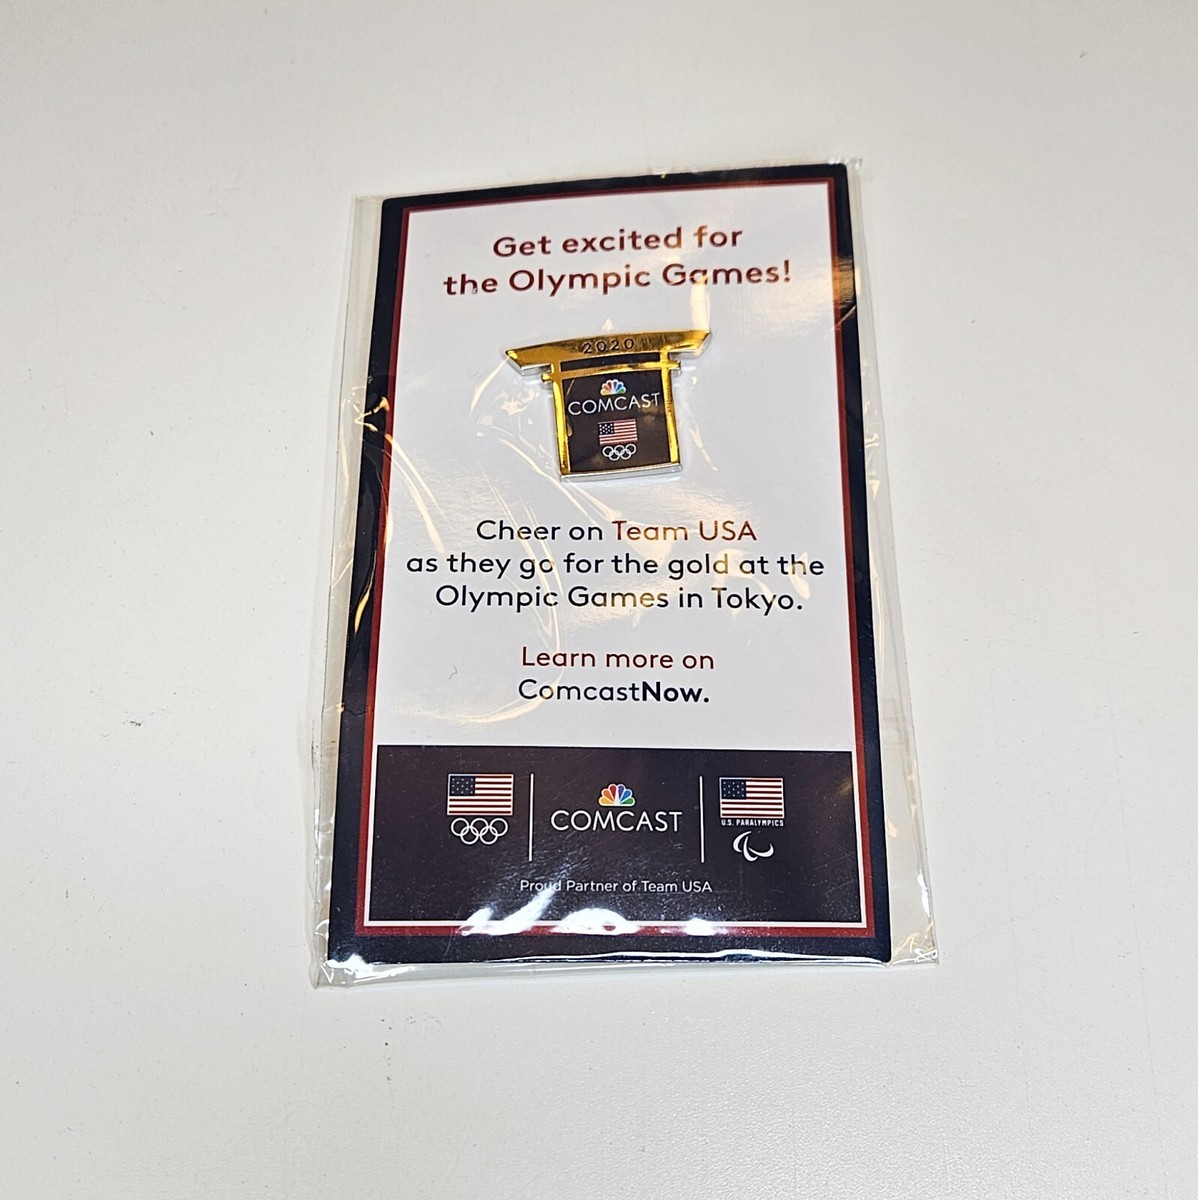 Get excited for
the Olympic Games!
2020
COMCAST
Cheer on Team USA
as they go for the gold at the
Olympic Games in Tokyo.
Learn more on
ComcastNow.
COMCAST
U.S. PARALYMPICS
Proud Partner of Team USA